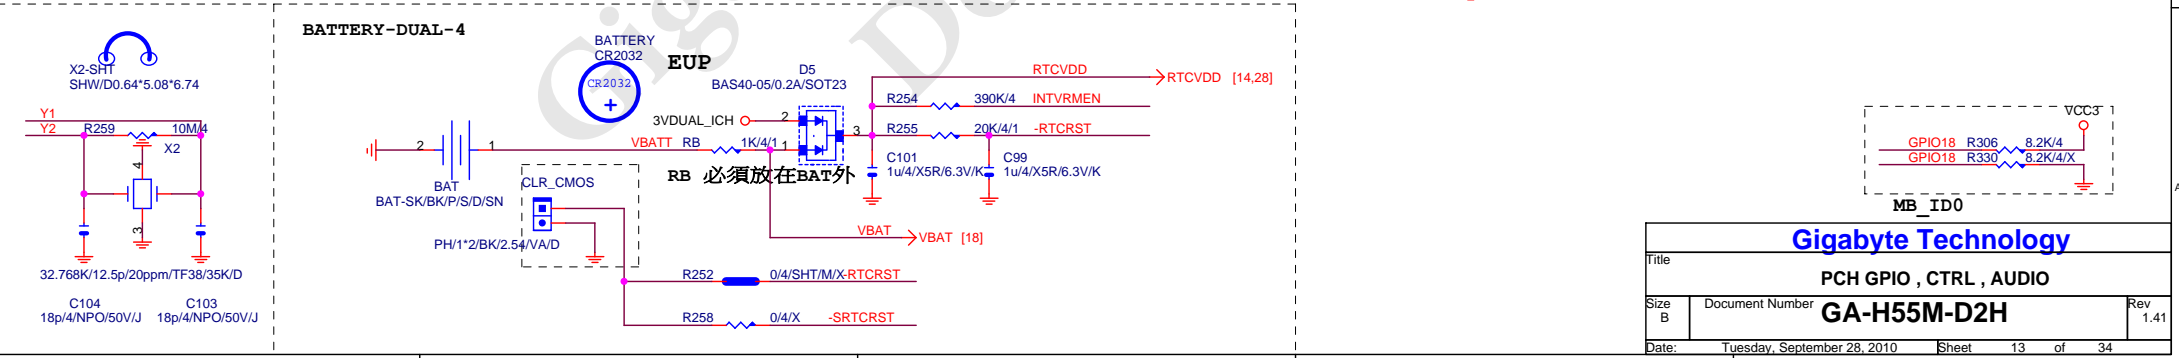 BATTERY-DUAL-4
X2-SHT
SHW/D0.64*5.08*6.74
Y1
Y2
R259
10M/4
X2
4
3
32.768K/12.5p/20ppm/TF38/35K/D
C104
18p/4/NPO/50V/J
C103
18p/4/NPO/50V/J
BATTERY
CR2032
CR2032
+
EUP
D5
BAS40-05/0.2A/SOT23
3VDUAL_ICH
2
1
3
2
1
VBATT
RB
1K/4/1
RB 必須放在BAT外
BAT
BAT-SK/BK/P/S/D/SN
CLR_CMOS
PH/1*2/BK/2.54/VA/D
VBAT
VBAT [18]
R252
0/4/SHT/M/X
-RTCRST
R258
0/4/X
-SRTCRST
RTCVDD
RTCVDD [14,28]
R254
390K/4
INTVRMEN
R255
20K/4/1
-RTCRST
C101
1u/4/X5R/6.3V/K
C99
1u/4/X5R/6.3V/K
VCC3
GPIO18
R306
8.2K/4
GPIO18
R330
8.2K/4/X
MB_ID0
Gigabyte Technology
Title
PCH GPIO , CTRL , AUDIO
Size
B
Document Number
GA-H55M-D2H
Rev
1.41
Date:
Tuesday, September 28, 2010
Sheet
13 of 34